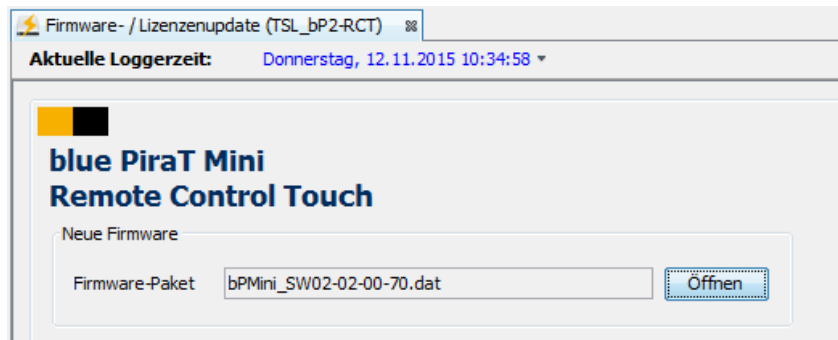 Firmware- / Lizenzenupdate (TSL_bP2-RCT)
Aktuelle Loggerzeit: Donnerstag, 12.11.2015 10:34:58
blue PiraT Mini
Remote Control Touch
Neue Firmware
Firmware-Paket bPMini_SW02-02-00-70.dat Öffnen